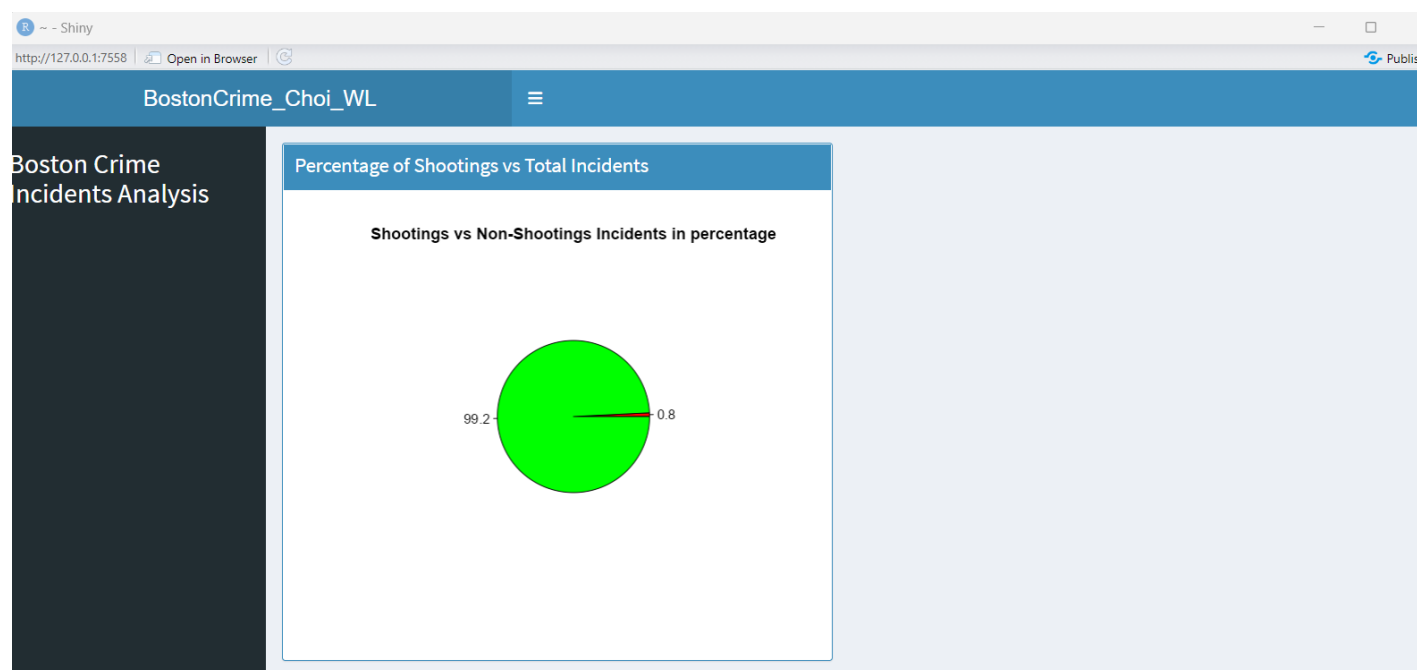 R ~ - Shiny
http://127.0.0.1:7558 Open in Browser
BostonCrime_Choi_WL
Boston Crime
Incidents Analysis
Percentage of Shootings vs Total Incidents
Shootings vs Non-Shootings Incidents in percentage
99.2
0.8